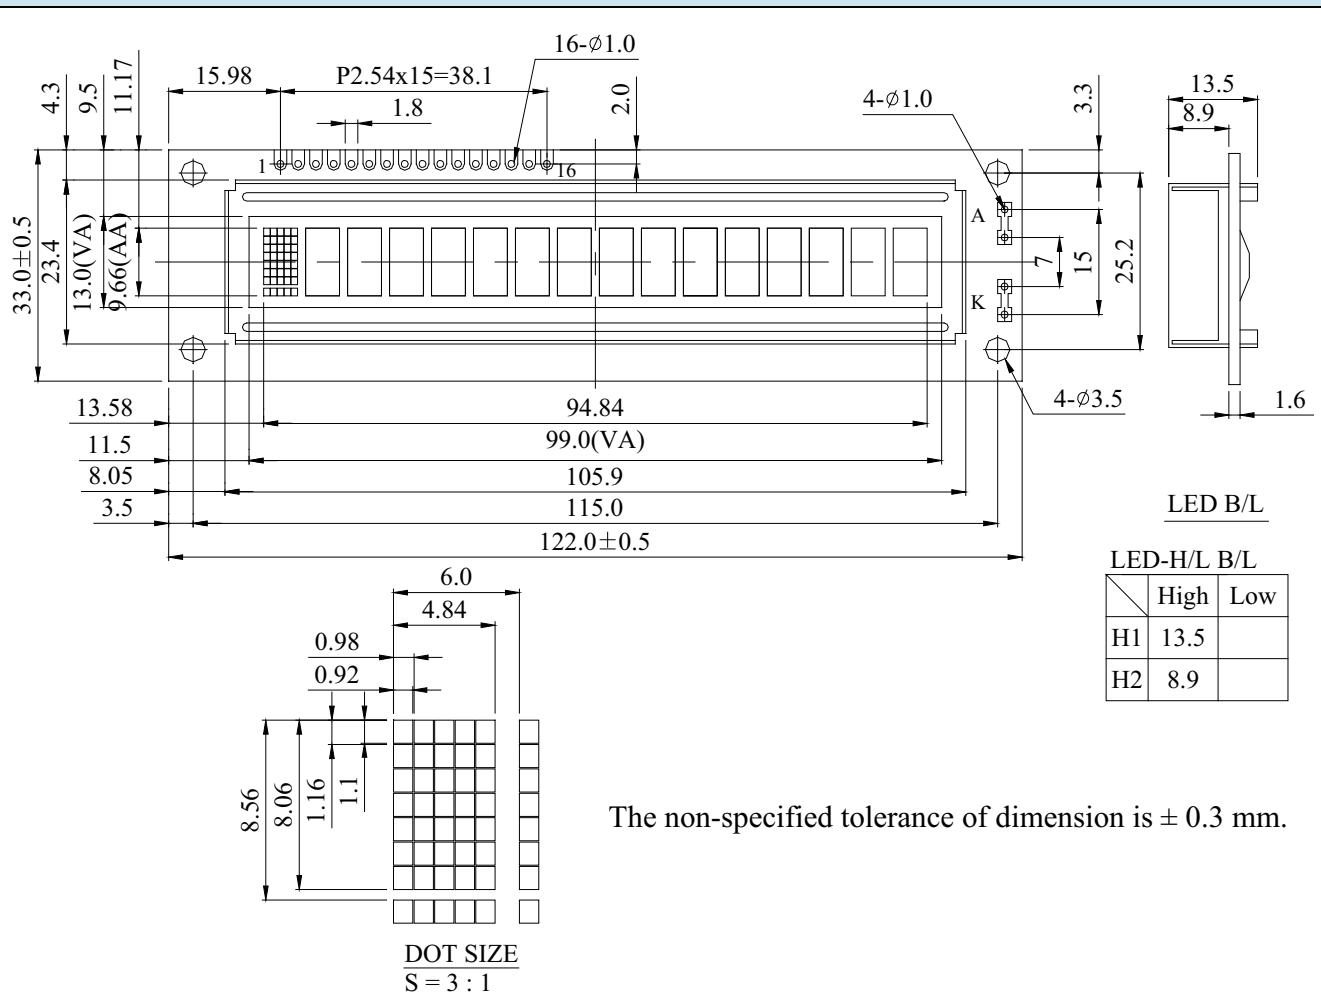 16-⌀1.0
15.98
P2.54x15=38.1
1.8
2.0
4-⌀1.0
3.3
13.5
8.9
4.3
9.5
11.17
1
16
A
K
7
15
25.2
33.0±0.5
23.4
13.0(VA)
9.66(AA)
13.58
94.84
4-⌀3.5
1.6
11.5
99.0(VA)
8.05
105.9
3.5
115.0
122.0±0.5
LED B/L
LED-H/L B/L
High Low
H1 13.5
H2 8.9
6.0
4.84
0.98
0.92
8.56
8.06
1.16
1.1
The non-specified tolerance of dimension is ± 0.3 mm.
DOT SIZE
S = 3 : 1